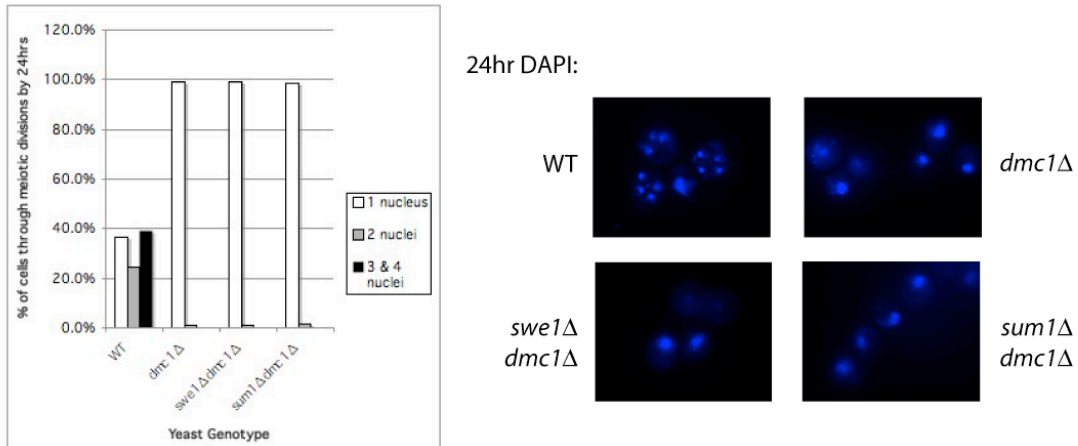 % of cells through meiotic divisions by 24hrs
120.0%
100.0%
80.0%
60.0%
40.0%
20.0%
0.0%
WT
dmc1Δ
swe1Δdmc1Δ
sum1Δdmc1Δ
Yeast Genotype
1 nucleus
2 nuclei
3 & 4
nuclei
24hr DAPI:
WT
dmc1Δ
swe1Δ
dmc1Δ
sum1Δ
dmc1Δ